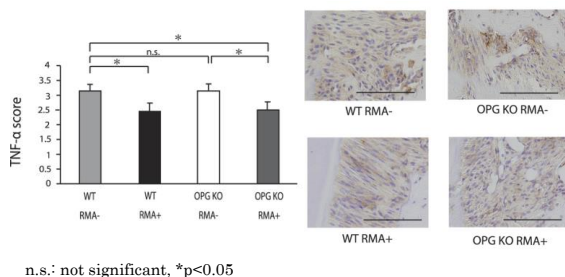 *
n.s.
*
*
4
3.5
3
2.5
2
1.5
1
.5
0
TNF-α score
WT
RMA-
WT
RMA+
OPG KO
RMA-
OPG KO
RMA+
WT RMA-
OPG KO RMA-
WT RMA+
OPG KO RMA+
n.s.: not significant, *p<0.05